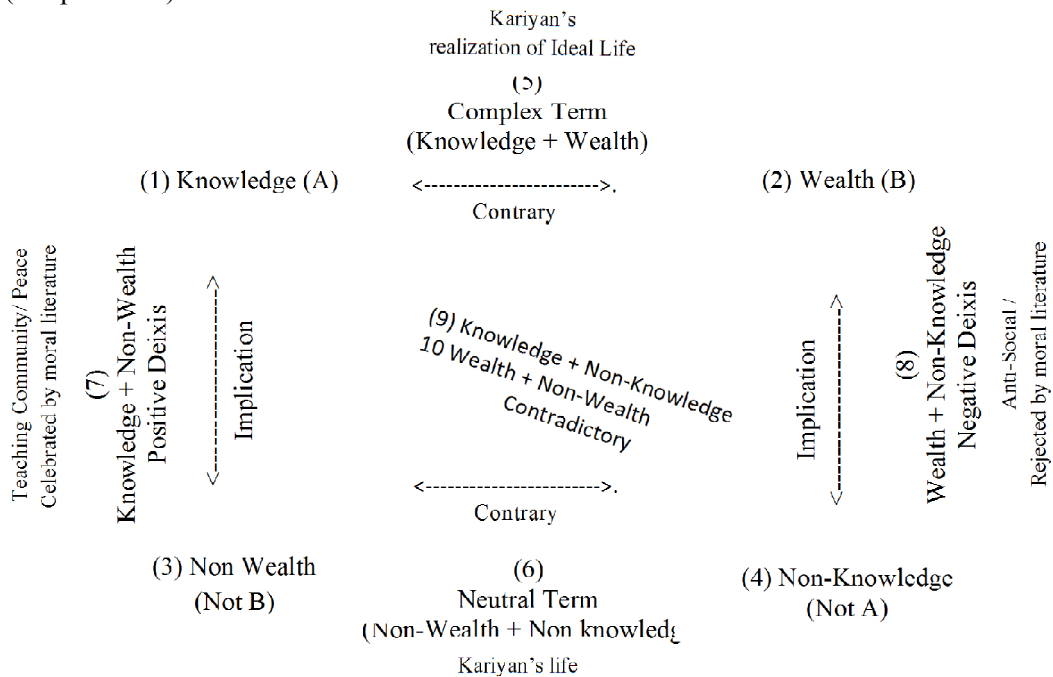 Kariyan's
realization of Ideal Life
(5)
Complex Term
(Knowledge + Wealth)
(1) Knowledge (A)
<------------------------->.
(2) Wealth (B)
Contrary
Teaching Community/ Peace
Celebrated by moral literature
(7)
Knowledge + Non-Wealth
Positive Deixis
Implication
(9) Knowledge + Non-Knowledge
10 Wealth + Non-Wealth
Contradictory
Implication
(8)
Wealth + Non-Knowledge
Negative Deixis
Anti-Social /
Rejected by moral literature
<------------------------->.
Contrary
(3) Non Wealth
(Not B)
(6)
Neutral Term
(Non-Wealth + Non
(4) Non-Knowledge
(Not A)
Kariyan's life